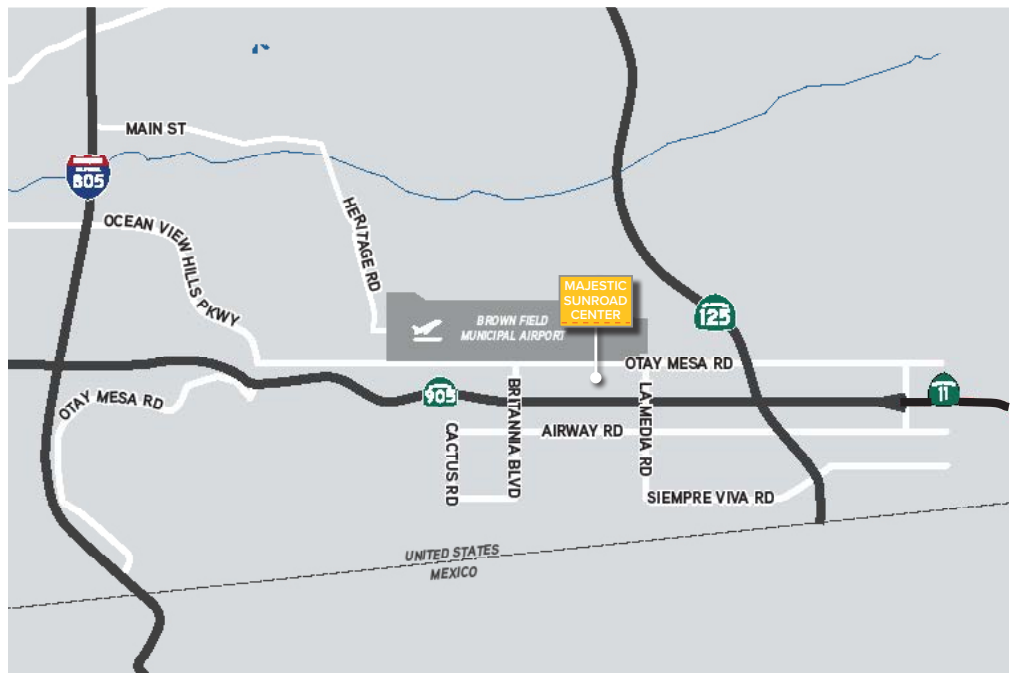 MAIN ST
805
OCEAN VIEW HILLS PKWY
HERITAGE RD
MAJESTIC
SUNROAD
CENTER
BROWN FIELD
MUNICIPAL AIRPORT
125
OTAY MESA RD
905
11
OTAY MESA RD
BRITANNIA BLVD
LA MEDIA RD
CACTUS RD
AIRWAY RD
SIEMPRE VIVA RD
UNITED STATES
MEXICO